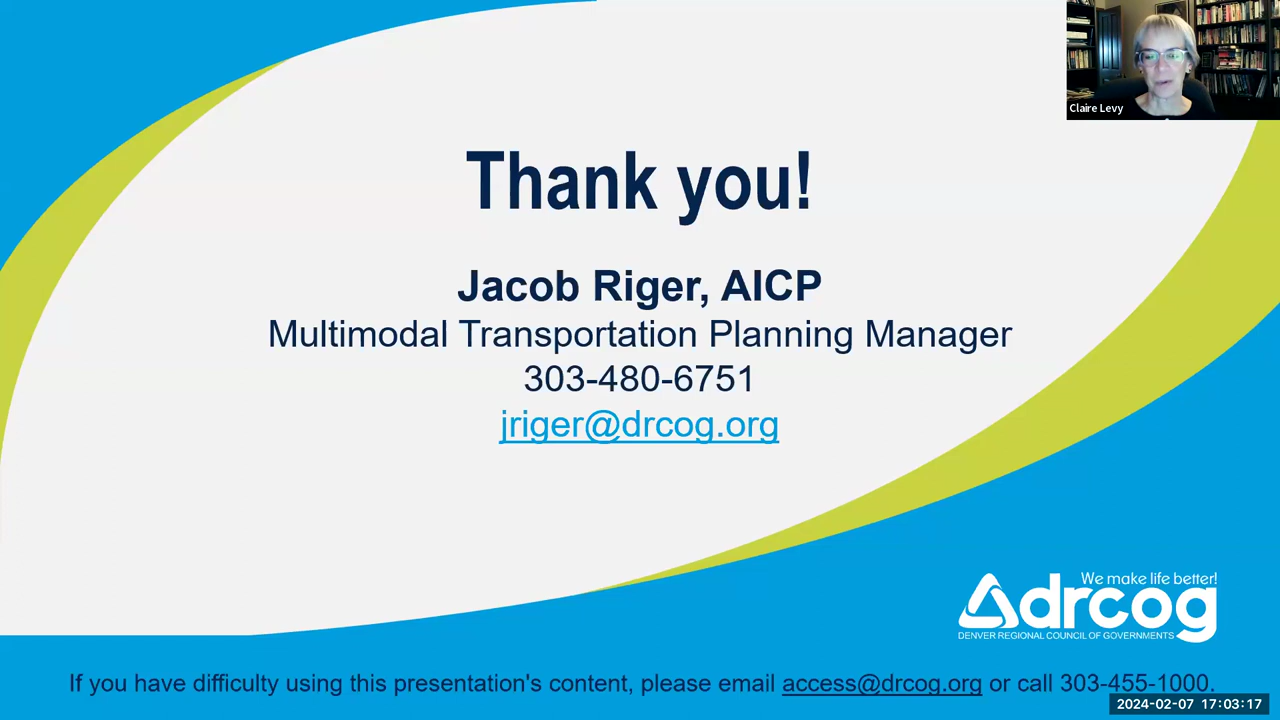 Claire Levy
Thank you!
Jacob Riger, AICP
Multimodal Transportation Planning Manager
303-480-6751
jriger@drcog.org
We make life better!
drcog
DENVER REGIONAL COUNCIL OF GOVERNMENTS
If you have difficulty using this presentation's content, please email access@drcog.org or call 303-455-1000.
2024-02-07 17:03:17